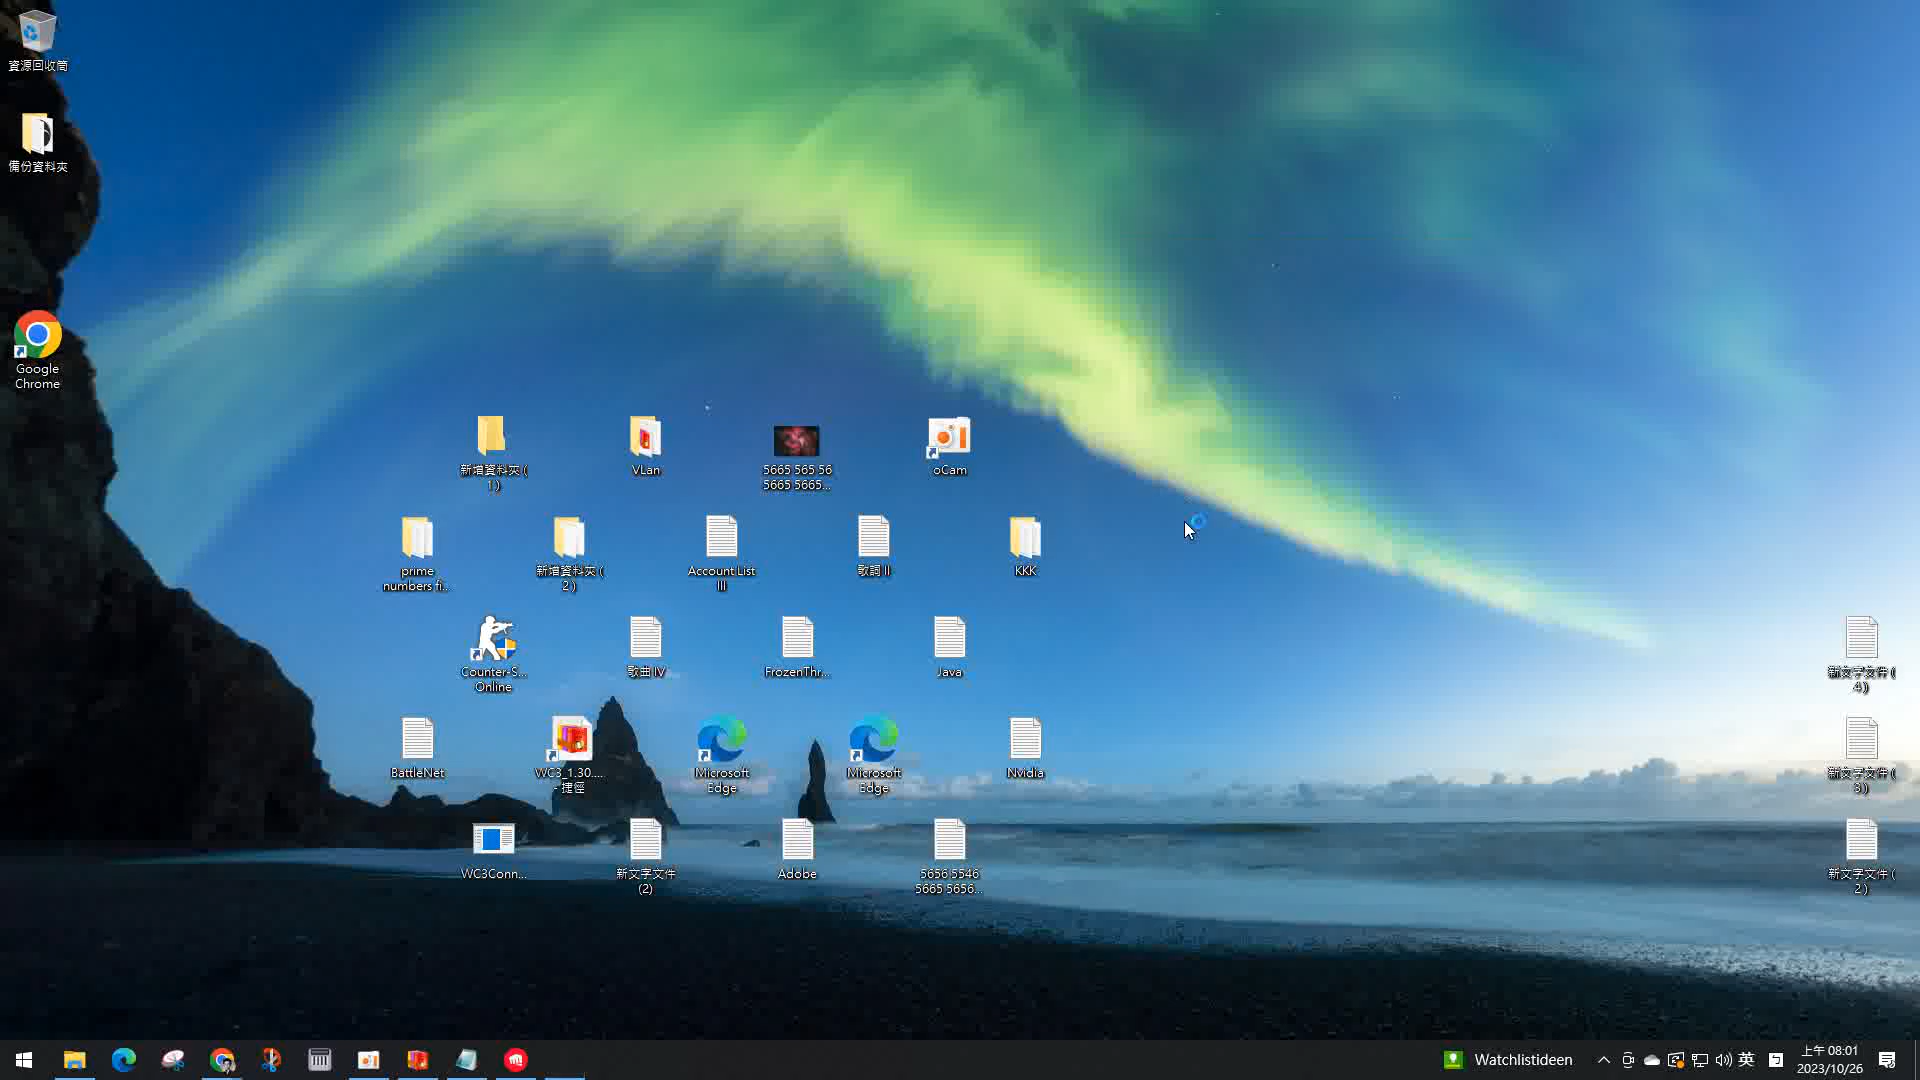 資源回收筒
備份資料夾
Google
Chrome
新增資料夾 (
1 )
VLan
5665 565 56
5665 5665...
oCam
prime
numbers fi...
新增資料夾 (
2 )
Account List
III
歌詞 II
KKK
Counter-S...
Online
歌曲 IV
FrozenThr...
Java
新文字文件 (
4 )
BattleNet
WC3_1.30....
- 捷徑
Microsoft
Edge
Microsoft
Edge
Nvidia
新文字文件 (
3 )
WC3Conn...
新文字文件
(2)
Adobe
5656 5546
5665 5656...
新文字文件 (
2 )
Watchlistideen
英
上午 08:01
2023/10/26